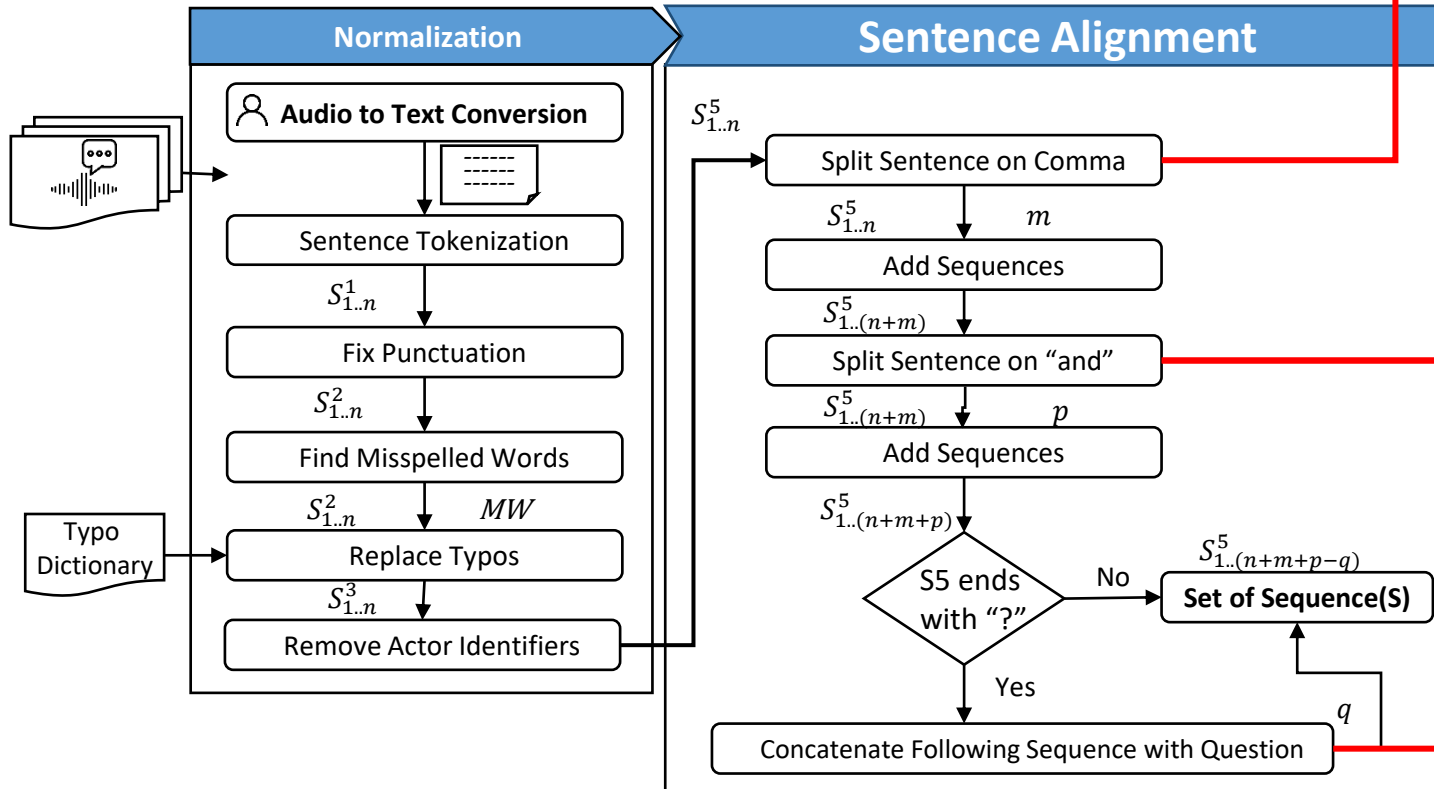 Normalization
Audio to Text Conversion
Sentence Tokenization
S^1_{1..n}
Fix Punctuation
S^2_{1..n}
Find Misspelled Words
S^2_{1..n} MW
Typo
Dictionary
Replace Typos
S^3_{1..n}
Remove Actor Identifiers
Sentence Alignment
S^5_{1..n}
Split Sentence on Comma
S^5_{1..n} m
Add Sequences
S^5_{1..(n+m)}
Split Sentence on “and”
S^5_{1..(n+m)} p
Add Sequences
S^5_{1..(n+m+p)}
S5 ends
with “?”
No
S^5_{1..(n+m+p−q)}
Set of Sequence(S)
Yes
q
Concatenate Following Sequence with Question